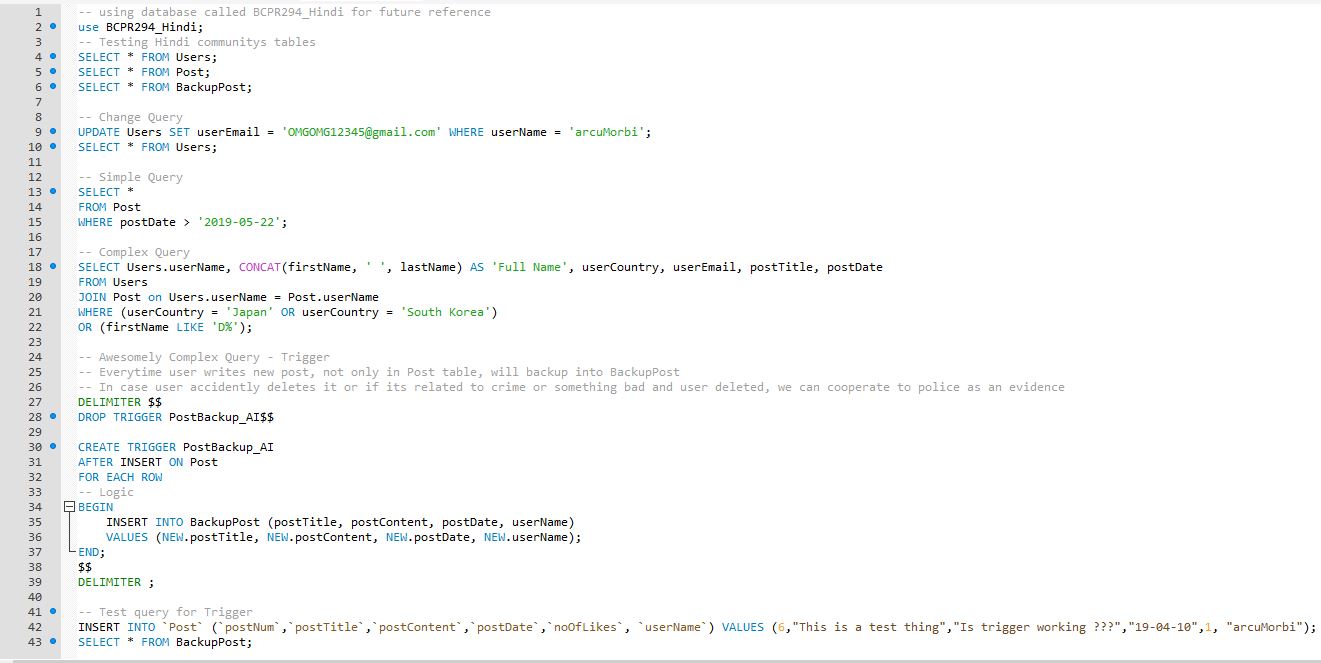 1 -- using database called BCPR294_Hindi for future reference
2 use BCPR294_Hindi;
3 -- Testing Hindi communitys tables
4 SELECT * FROM Users;
5 SELECT * FROM Post;
6 SELECT * FROM BackupPost;
7
8 -- Change Query
9 UPDATE Users SET userEmail = 'OMGOMG12345@gmail.com' WHERE userName = 'arcuMorbi';
10 SELECT * FROM Users;
11
12 -- Simple Query
13 SELECT *
14 FROM Post
15 WHERE postDate > '2019-05-22';
16
17 -- Complex Query
18 SELECT Users.userName, CONCAT(firstName, ' ', lastName) AS 'Full Name', userCountry, userEmail, postTitle, postDate
19 FROM Users
20 JOIN Post on Users.userName = Post.userName
21 WHERE (userCountry = 'Japan' OR userCountry = 'South Korea')
22 OR (firstName LIKE 'D%');
23
24 -- Awesomely Complex Query - Trigger
25 -- Everytime user writes new post, not only in Post table, will backup into BackupPost
26 -- In case user accidently deletes it or if its related to crime or something bad and user deleted, we can cooperate to police as an evidence
27 DELIMITER $$
28 DROP TRIGGER PostBackup_AI$$
29
30 CREATE TRIGGER PostBackup_AI
31 AFTER INSERT ON Post
32 FOR EACH ROW
33 -- Logic
34 BEGIN
35 INSERT INTO BackupPost (postTitle, postContent, postDate, userName)
36 VALUES (NEW.postTitle, NEW.postContent, NEW.postDate, NEW.userName);
37 END;
38 $$
39 DELIMITER ;
40
41 -- Test query for Trigger
42 INSERT INTO `Post` (`postNum`,`postTitle`,`postContent`,`postDate`,`noOfLikes`, `userName`) VALUES (6,"This is a test thing","Is trigger working ???","19-04-10",1, "arcuMorbi");
43 SELECT * FROM BackupPost;